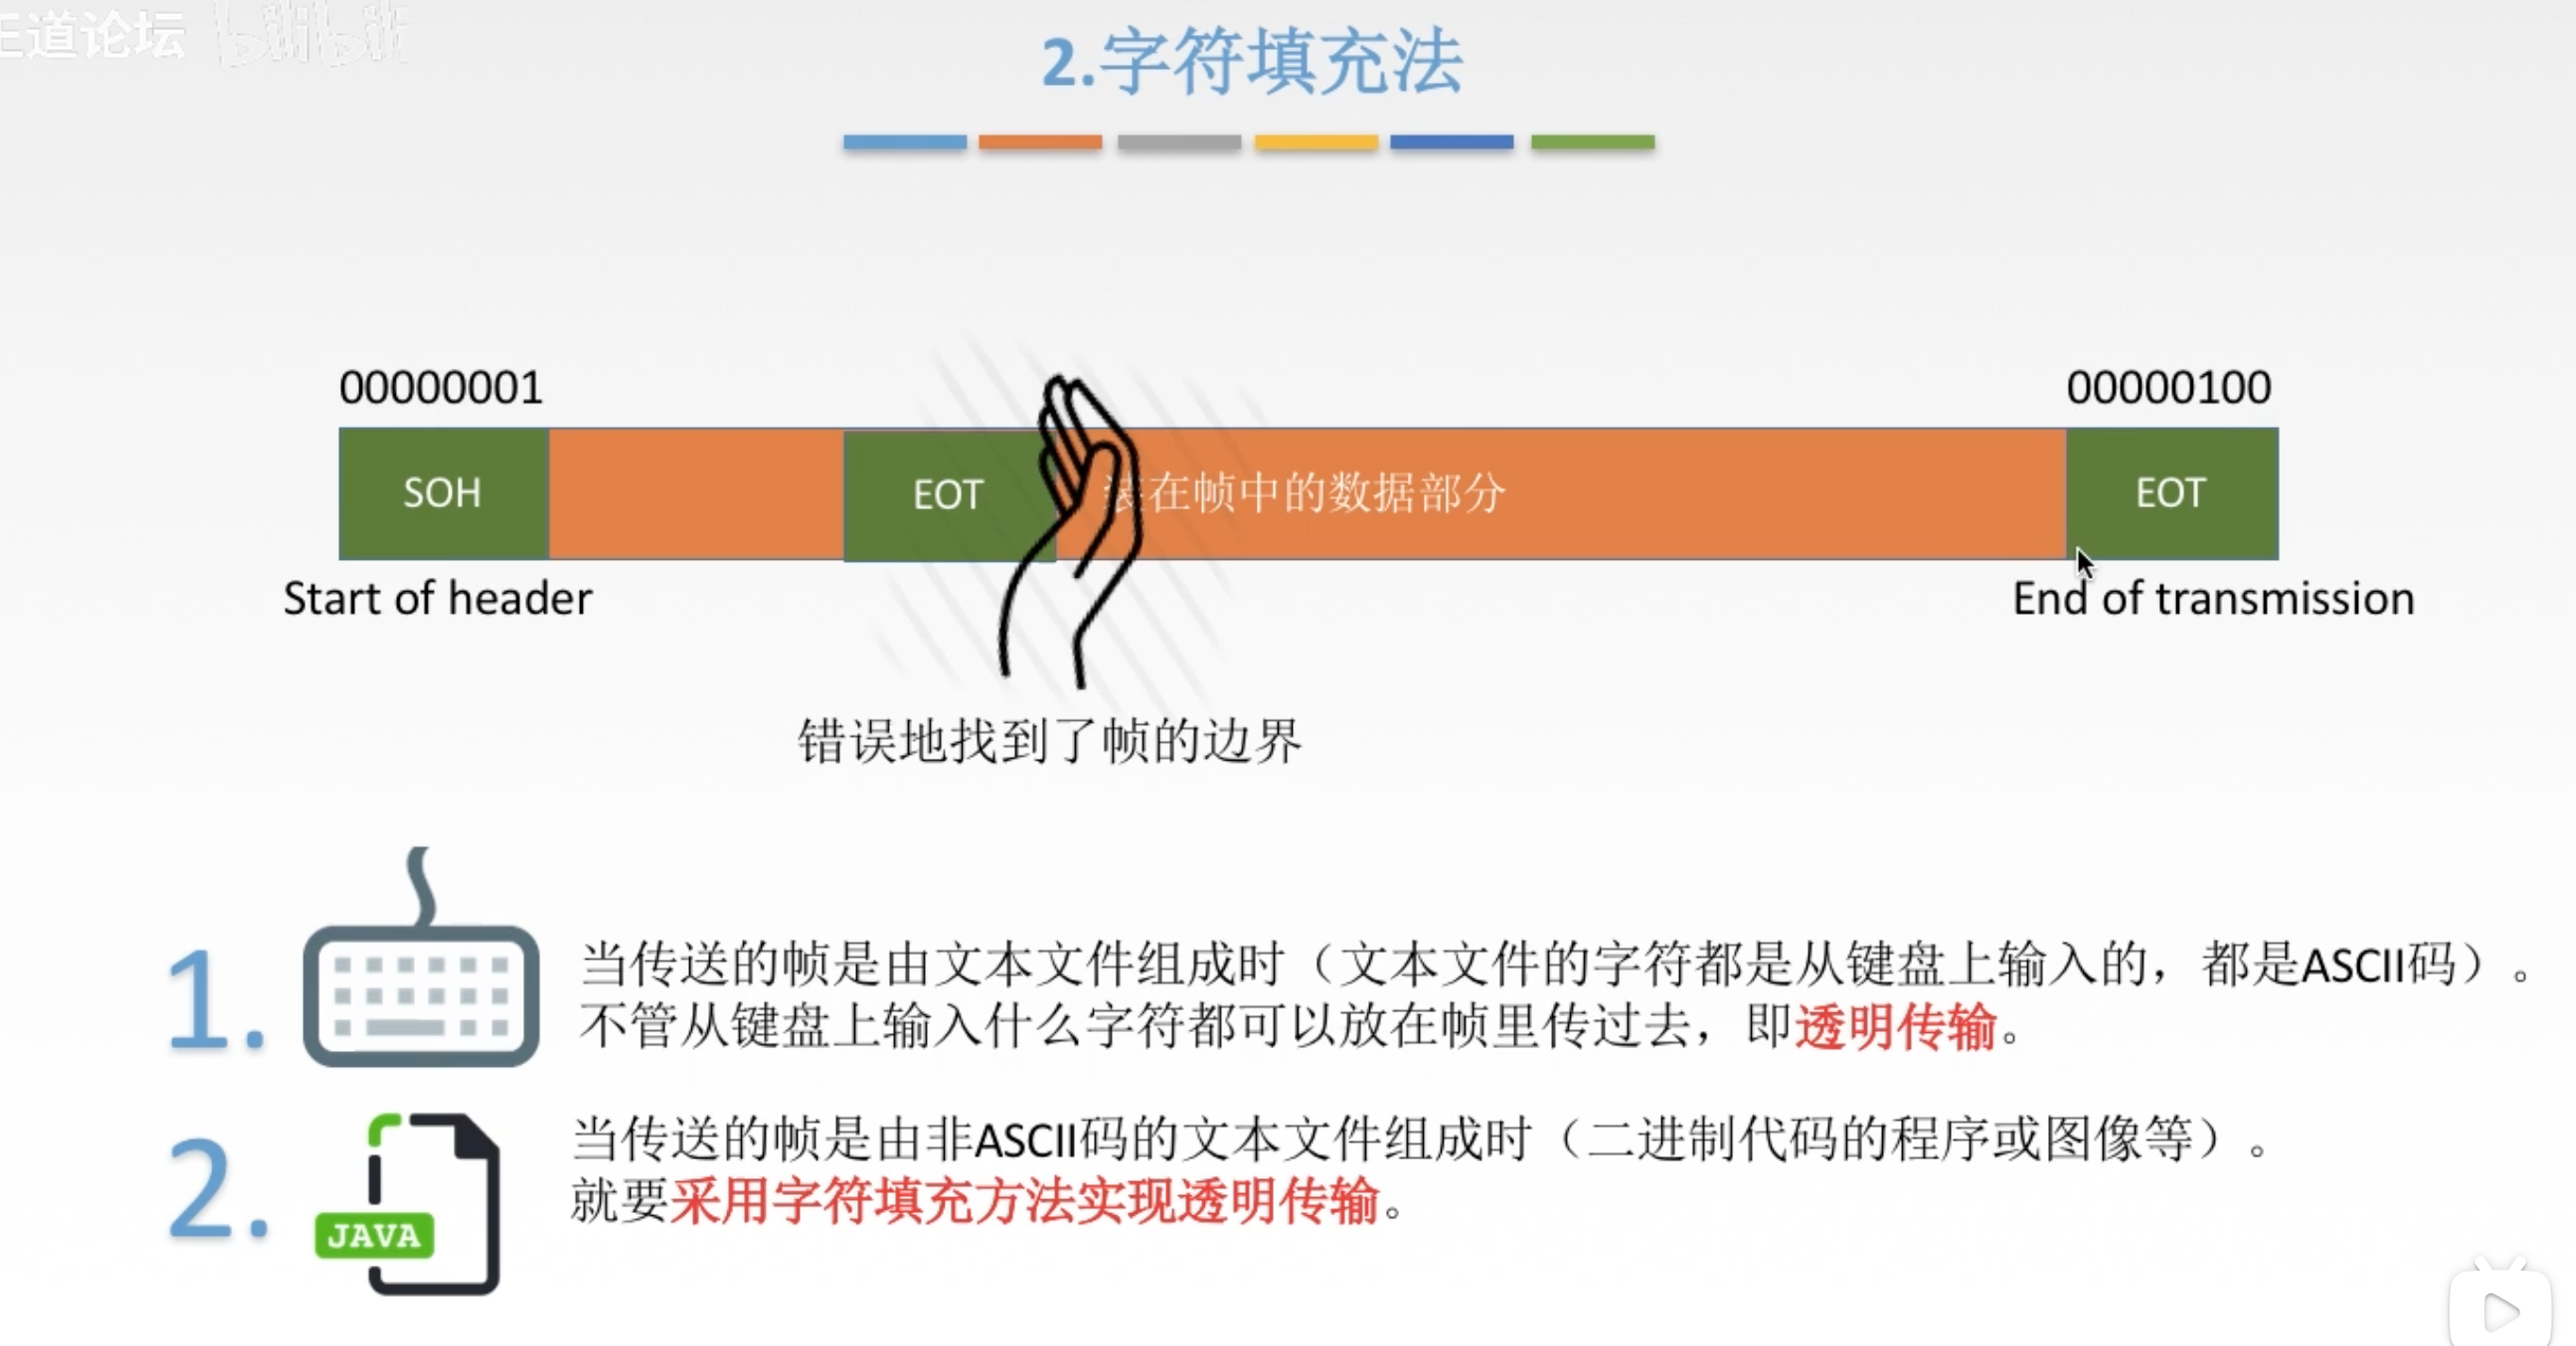 王道论坛 bilibili
2.字符填充法
00000001
00000100
SOH
EOT
装在帧中的数据部分
EOT
Start of header
End of transmission
错误地找到了帧的边界
1.
当传送的帧是由文本文件组成时（文本文件的字符都是从键盘上输入的，都是ASCII码）。
不管从键盘上输入什么字符都可以放在帧里传过去，即透明传输。
2.
JAVA
当传送的帧是由非ASCII码的文本文件组成时（二进制代码的程序或图像等）。
就要采用字符填充方法实现透明传输。